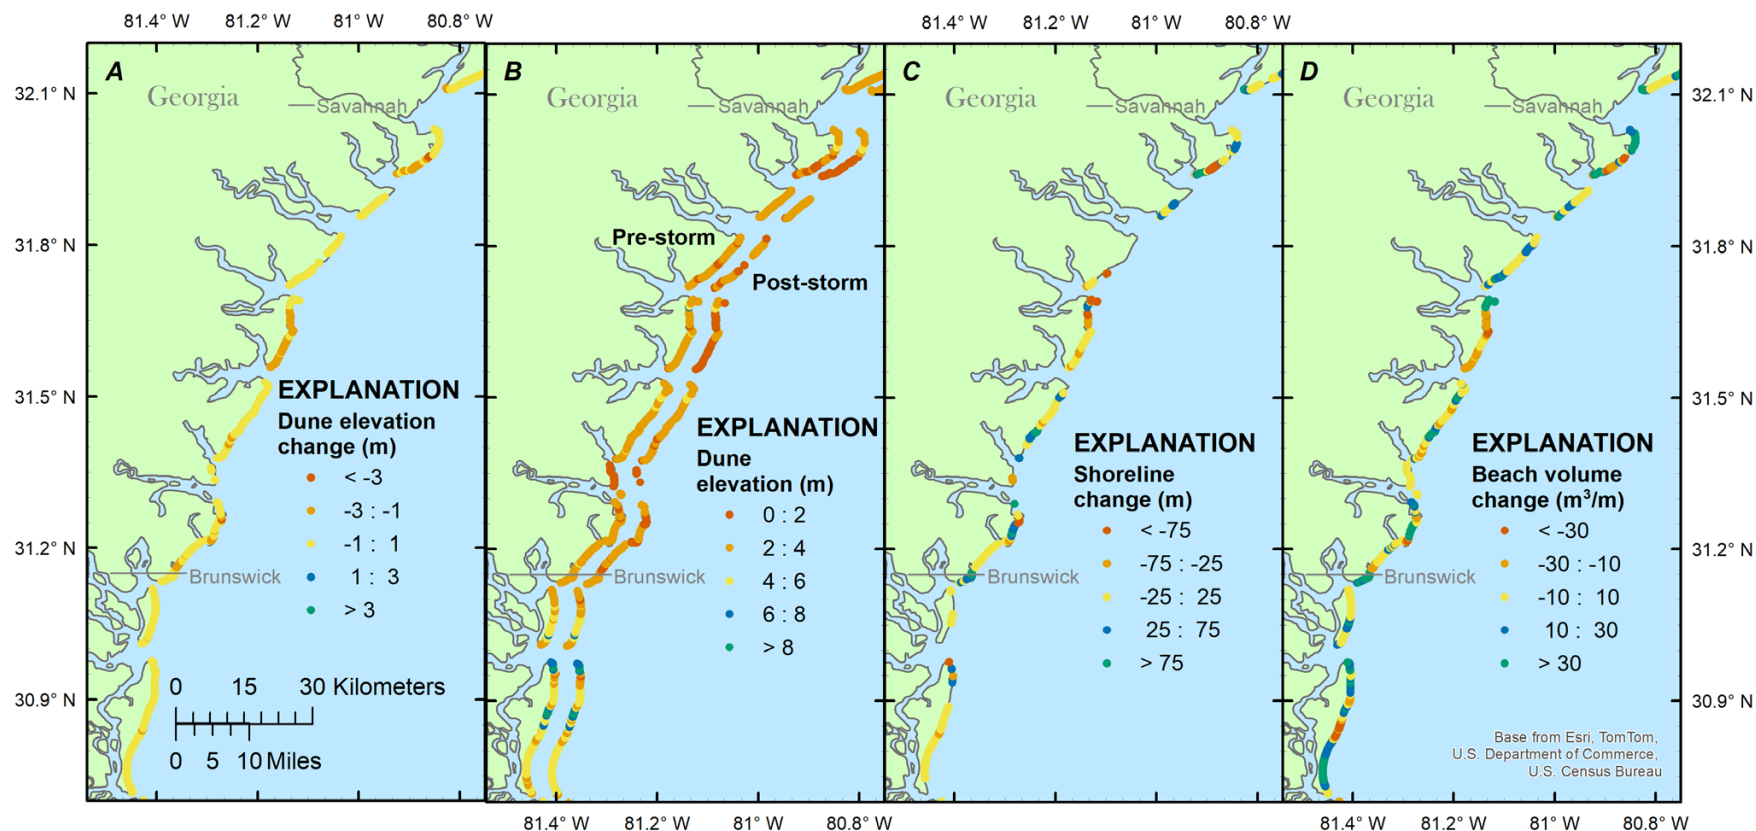 81.4° W 81.2° W 81° W 80.8° W
81.4° W 81.2° W 81° W 80.8° W
A
B
C
D
32.1° N
31.8° N
31.5° N
31.2° N
30.9° N
Georgia
Savannah
Brunswick
EXPLANATION
Dune elevation
change (m)
< -3
-3 : -1
-1 : 1
1 : 3
> 3
0 15 30 Kilometers
0 5 10 Miles
Georgia
Savannah
Pre-storm
Post-storm
EXPLANATION
Dune
elevation (m)
0 : 2
2 : 4
4 : 6
6 : 8
> 8
Brunswick
Georgia
Savannah
EXPLANATION
Shoreline
change (m)
< -75
-75 : -25
-25 : 25
25 : 75
> 75
Brunswick
Georgia
Savannah
EXPLANATION
Beach volume
change (m³/m)
< -30
-30 : -10
-10 : 10
10 : 30
> 30
Brunswick
Base from Esri, TomTom,
U.S. Department of Commerce,
U.S. Census Bureau
32.1° N
31.8° N
31.5° N
31.2° N
30.9° N
81.4° W 81.2° W 81° W 80.8° W
81.4° W 81.2° W 81° W 80.8° W